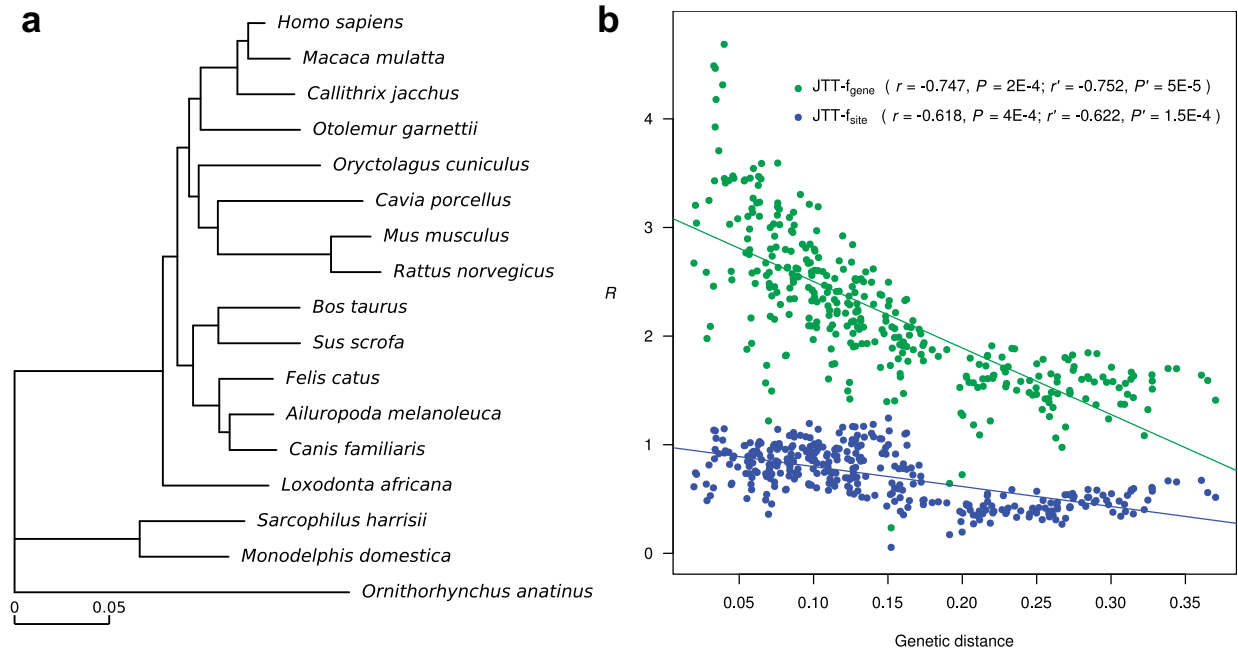 a
Homo sapiens
Macaca mulatta
Callithrix jacchus
Otolemur garnettii
Oryctolagus cuniculus
Cavia porcellus
Mus musculus
Rattus norvegicus
Bos taurus
Sus scrofa
Felis catus
Ailuropoda melanoleuca
Canis familiaris
Loxodonta africana
Sarcophilus harrisii
Monodelphis domestica
Ornithorhynchus anatinus
0 0.05
b
JTT-fgene ( r = -0.747, P = 2E-4; r' = -0.752, P' = 5E-5 )
JTT-fsite ( r = -0.618, P = 4E-4; r' = -0.622, P' = 1.5E-4 )
4
3
R
2
1
0
0.05 0.10 0.15 0.20 0.25 0.30 0.35
Genetic distance